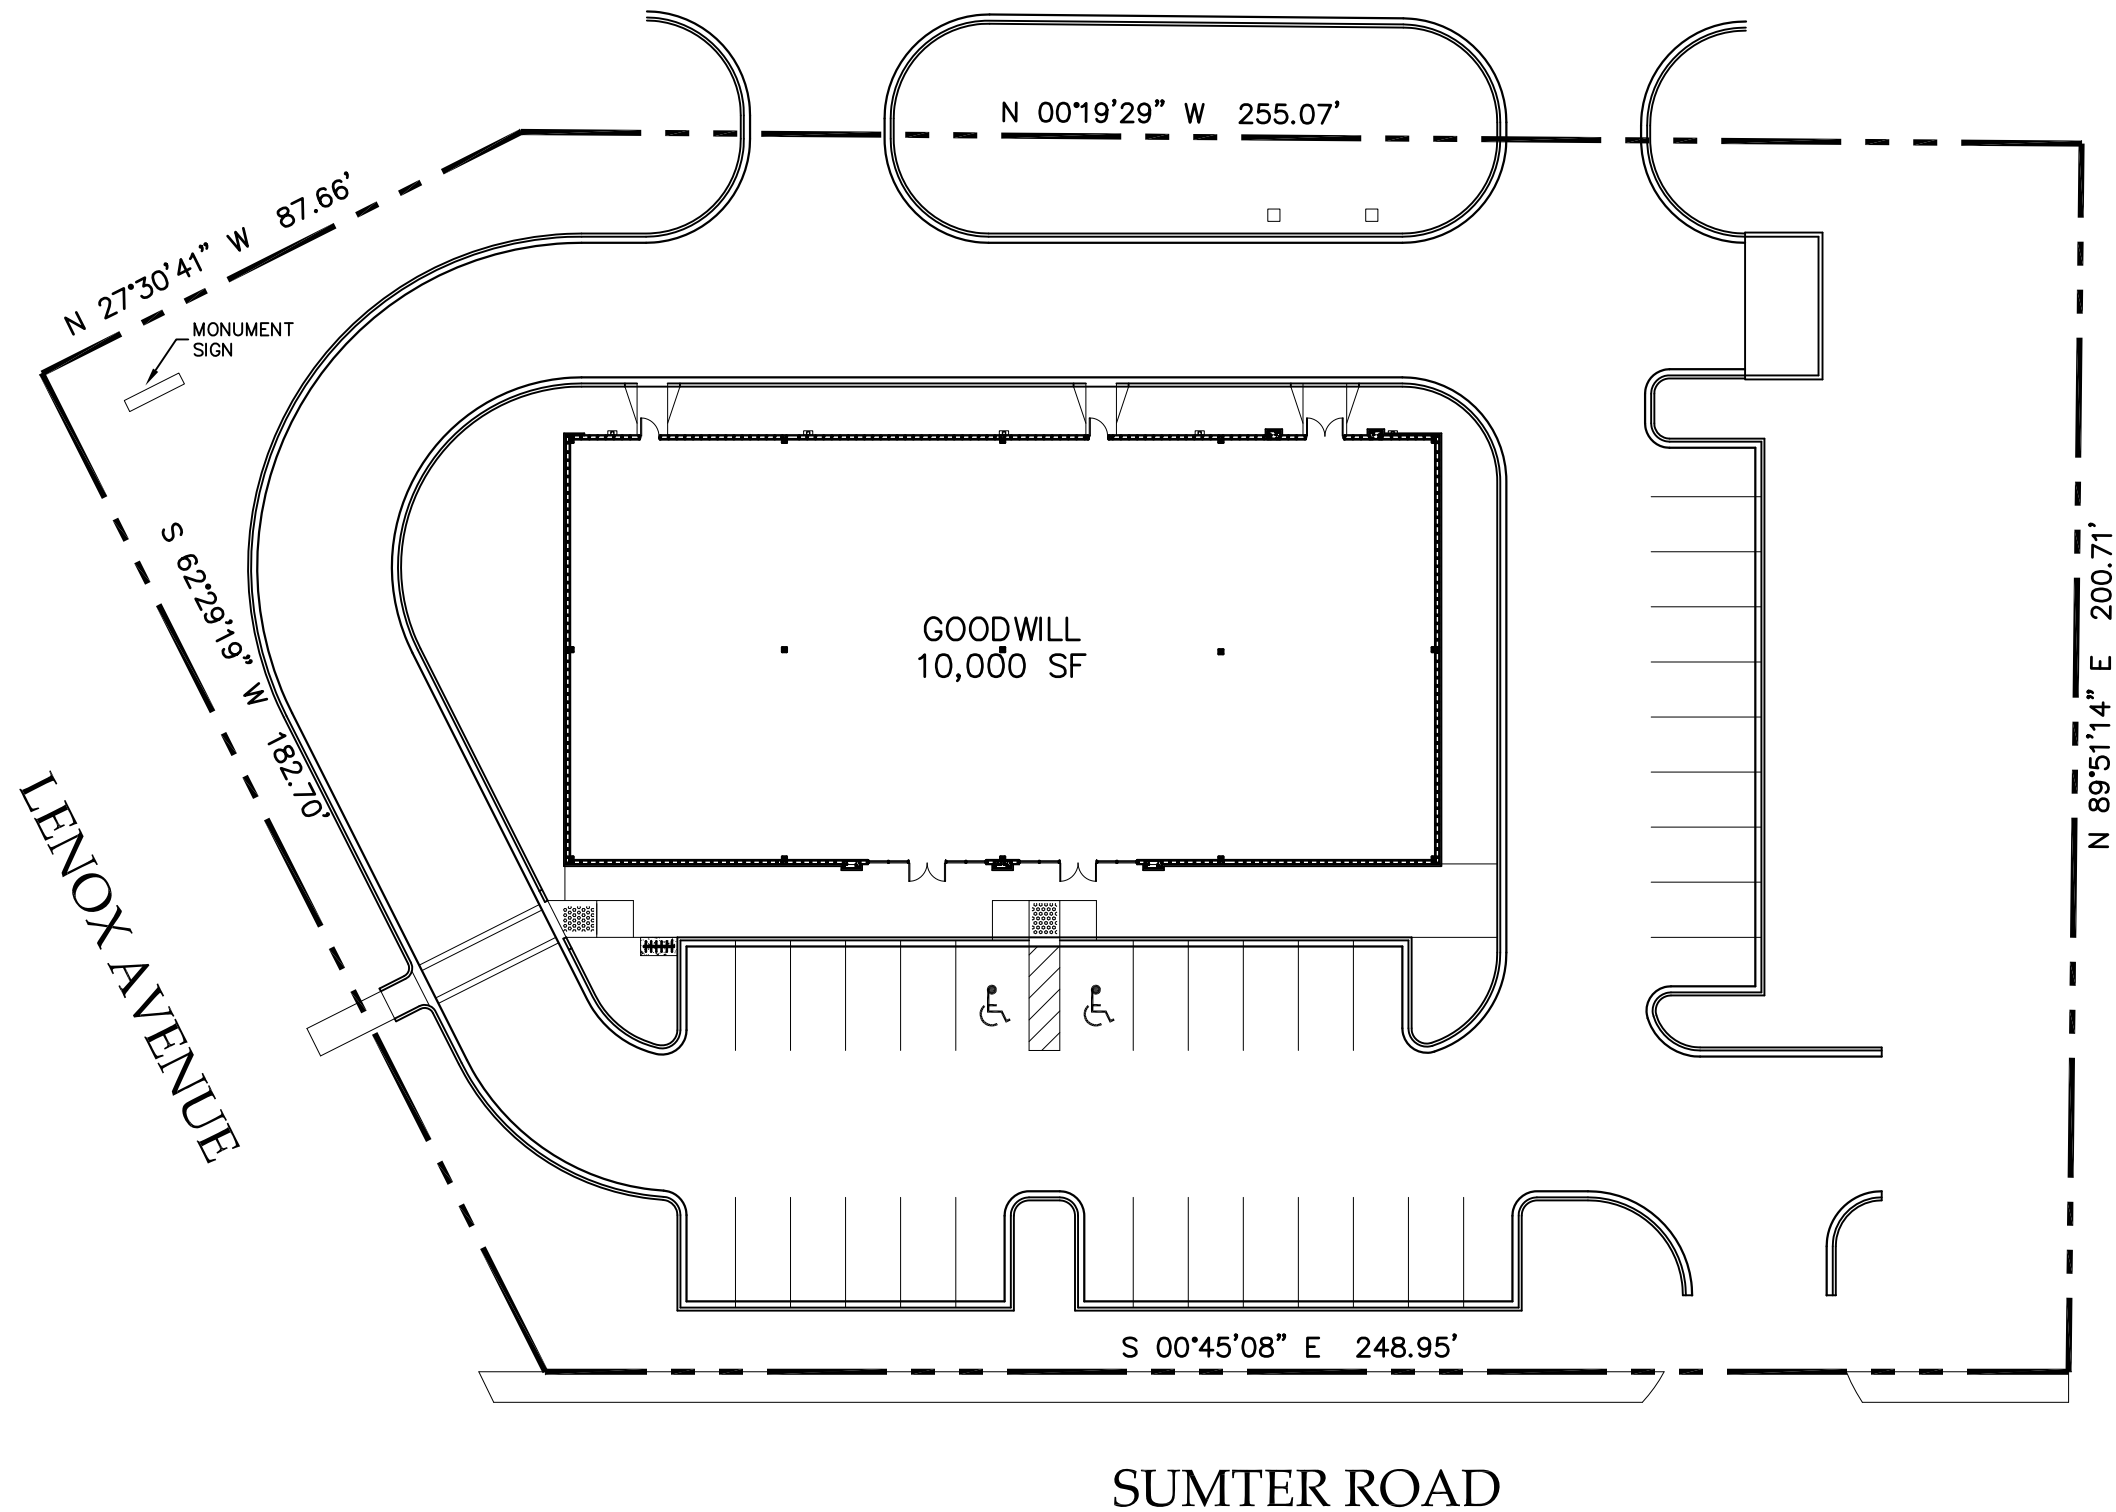 N 00°19'29" W 255.07'
N 27°30'41" W 87.66'
MONUMENT
SIGN
S 62°29'19" W 182.70'
GOODWILL
10,000 SF
N 89°51'14" E 200.71'
LENOX AVENUE
S 00°45'08" E 248.95'
SUMTER ROAD